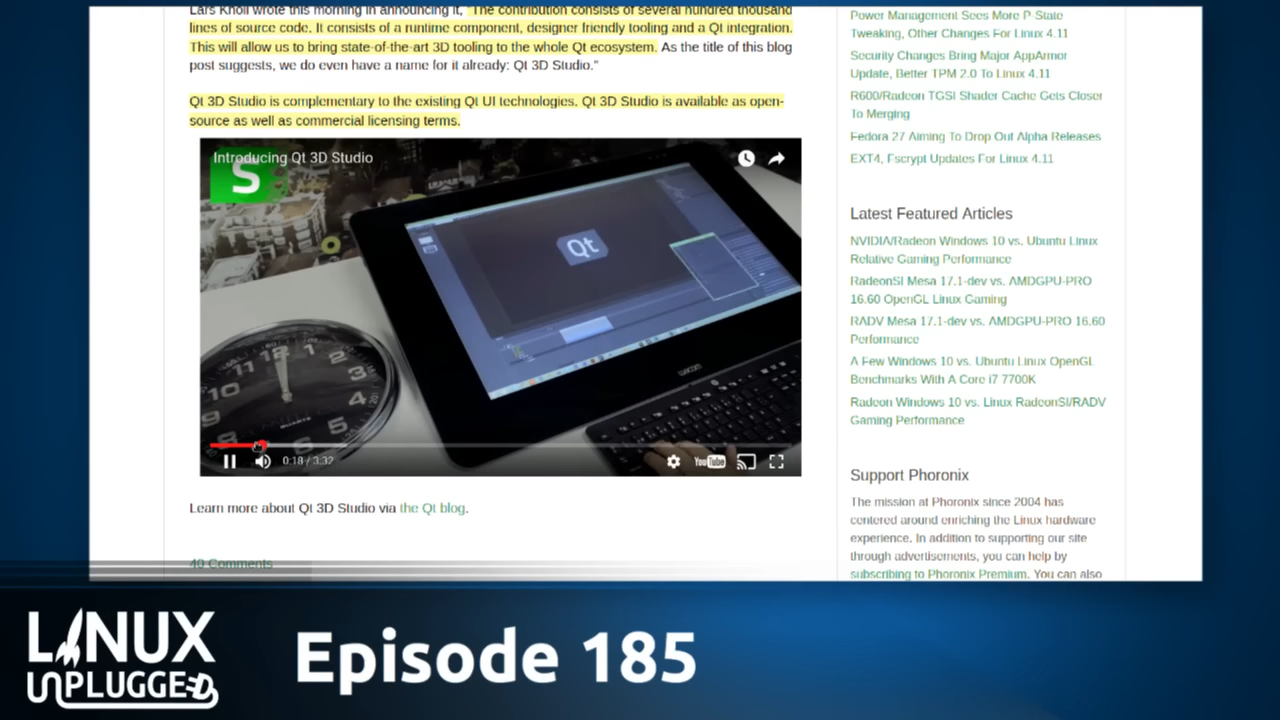 Lars Knoll wrote this morning in announcing it, "The contribution consists of several hundred thousand
lines of source code. It consists of a runtime component, designer friendly tooling and a Qt integration.
This will allow us to bring state-of-the-art 3D tooling to the whole Qt ecosystem. As the title of this blog
post suggests, we do even have a name for it already: Qt 3D Studio."
Qt 3D Studio is complementary to the existing Qt UI technologies. Qt 3D Studio is available as open-
source as well as commercial licensing terms.
Introducing Qt 3D Studio
S
Qt
12
1
2
3
4
5
11
10
9
8
wacom
0:18 / 3:32
YouTube
Learn more about Qt 3D Studio via the Qt blog.
40 Comments
Power Management Sees More P-State
Tweaking, Other Changes For Linux 4.11
Security Changes Bring Major AppArmor
Update, Better TPM 2.0 To Linux 4.11
R600/Radeon TGSI Shader Cache Gets Closer
To Merging
Fedora 27 Aiming To Drop Out Alpha Releases
EXT4, Fscrypt Updates For Linux 4.11
Latest Featured Articles
NVIDIA/Radeon Windows 10 vs. Ubuntu Linux
Relative Gaming Performance
RadeonSI Mesa 17.1-dev vs. AMDGPU-PRO
16.60 OpenGL Linux Gaming
RADV Mesa 17.1-dev vs. AMDGPU-PRO 16.60
Performance
A Few Windows 10 vs. Ubuntu Linux OpenGL
Benchmarks With A Core i7 7700K
Radeon Windows 10 vs. Linux RadeonSI/RADV
Gaming Performance
Support Phoronix
The mission at Phoronix since 2004 has
centered around enriching the Linux hardware
experience. In addition to supporting our site
through advertisements, you can help by
subscribing to Phoronix Premium. You can also
LINUX
UNPLUGGED
Episode 185